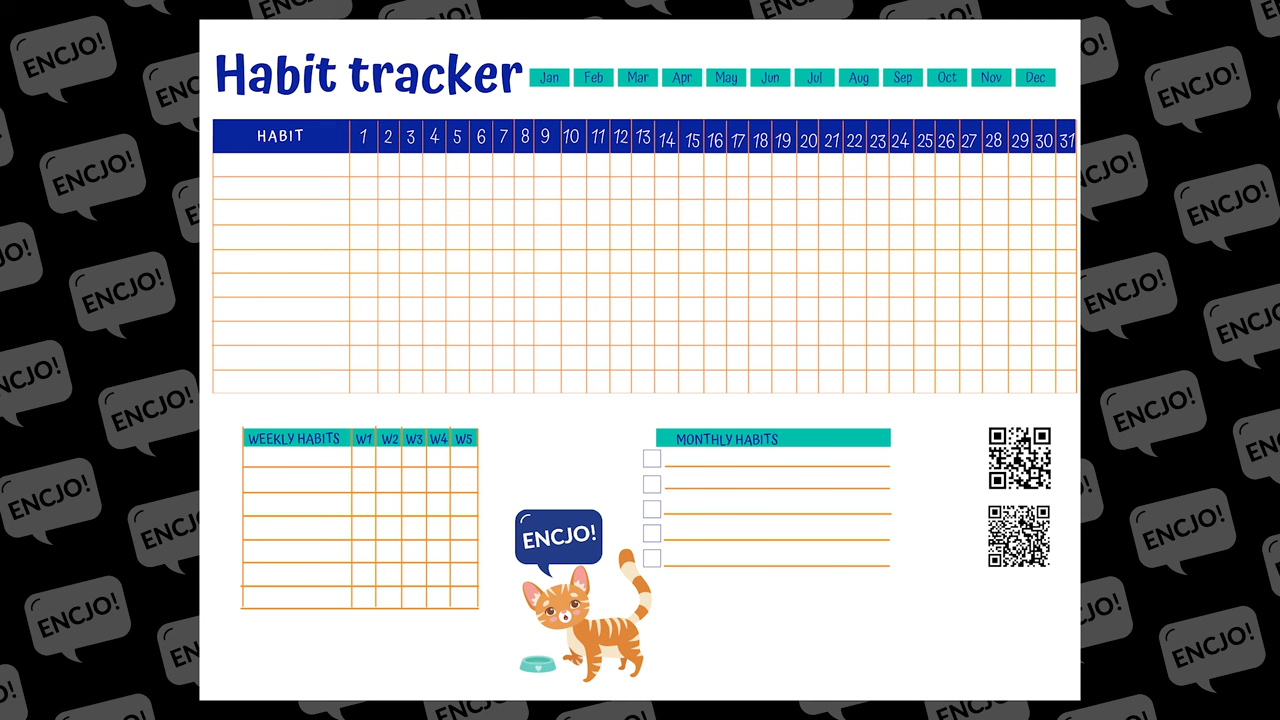 Habit tracker
Jan Feb Mar Apr May Jun Jul Aug Sep Oct Nov Dec
HABIT 1 2 3 4 5 6 7 8 9 10 11 12 13 14 15 16 17 18 19 20 21 22 23 24 25 26 27 28 29 30 31
WEEKLY HABITS W1 W2 W3 W4 W5
MONTHLY HABITS
ENCJO!